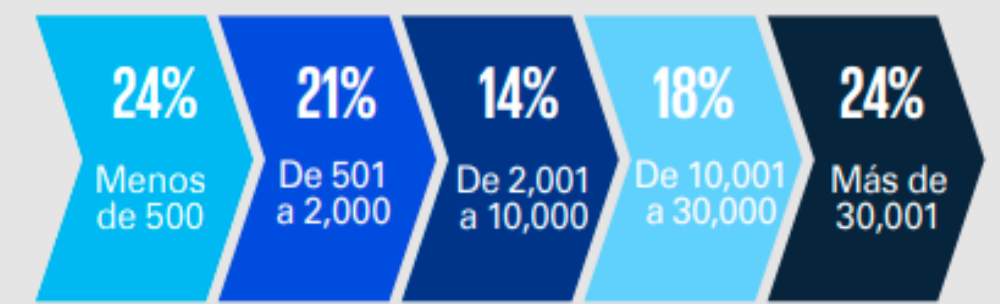 24%
Menos
de 500
21%
De 501
a 2,000
14%
De 2,001
a 10,000
18%
De 10,001
a 30,000
24%
Más de
30,001